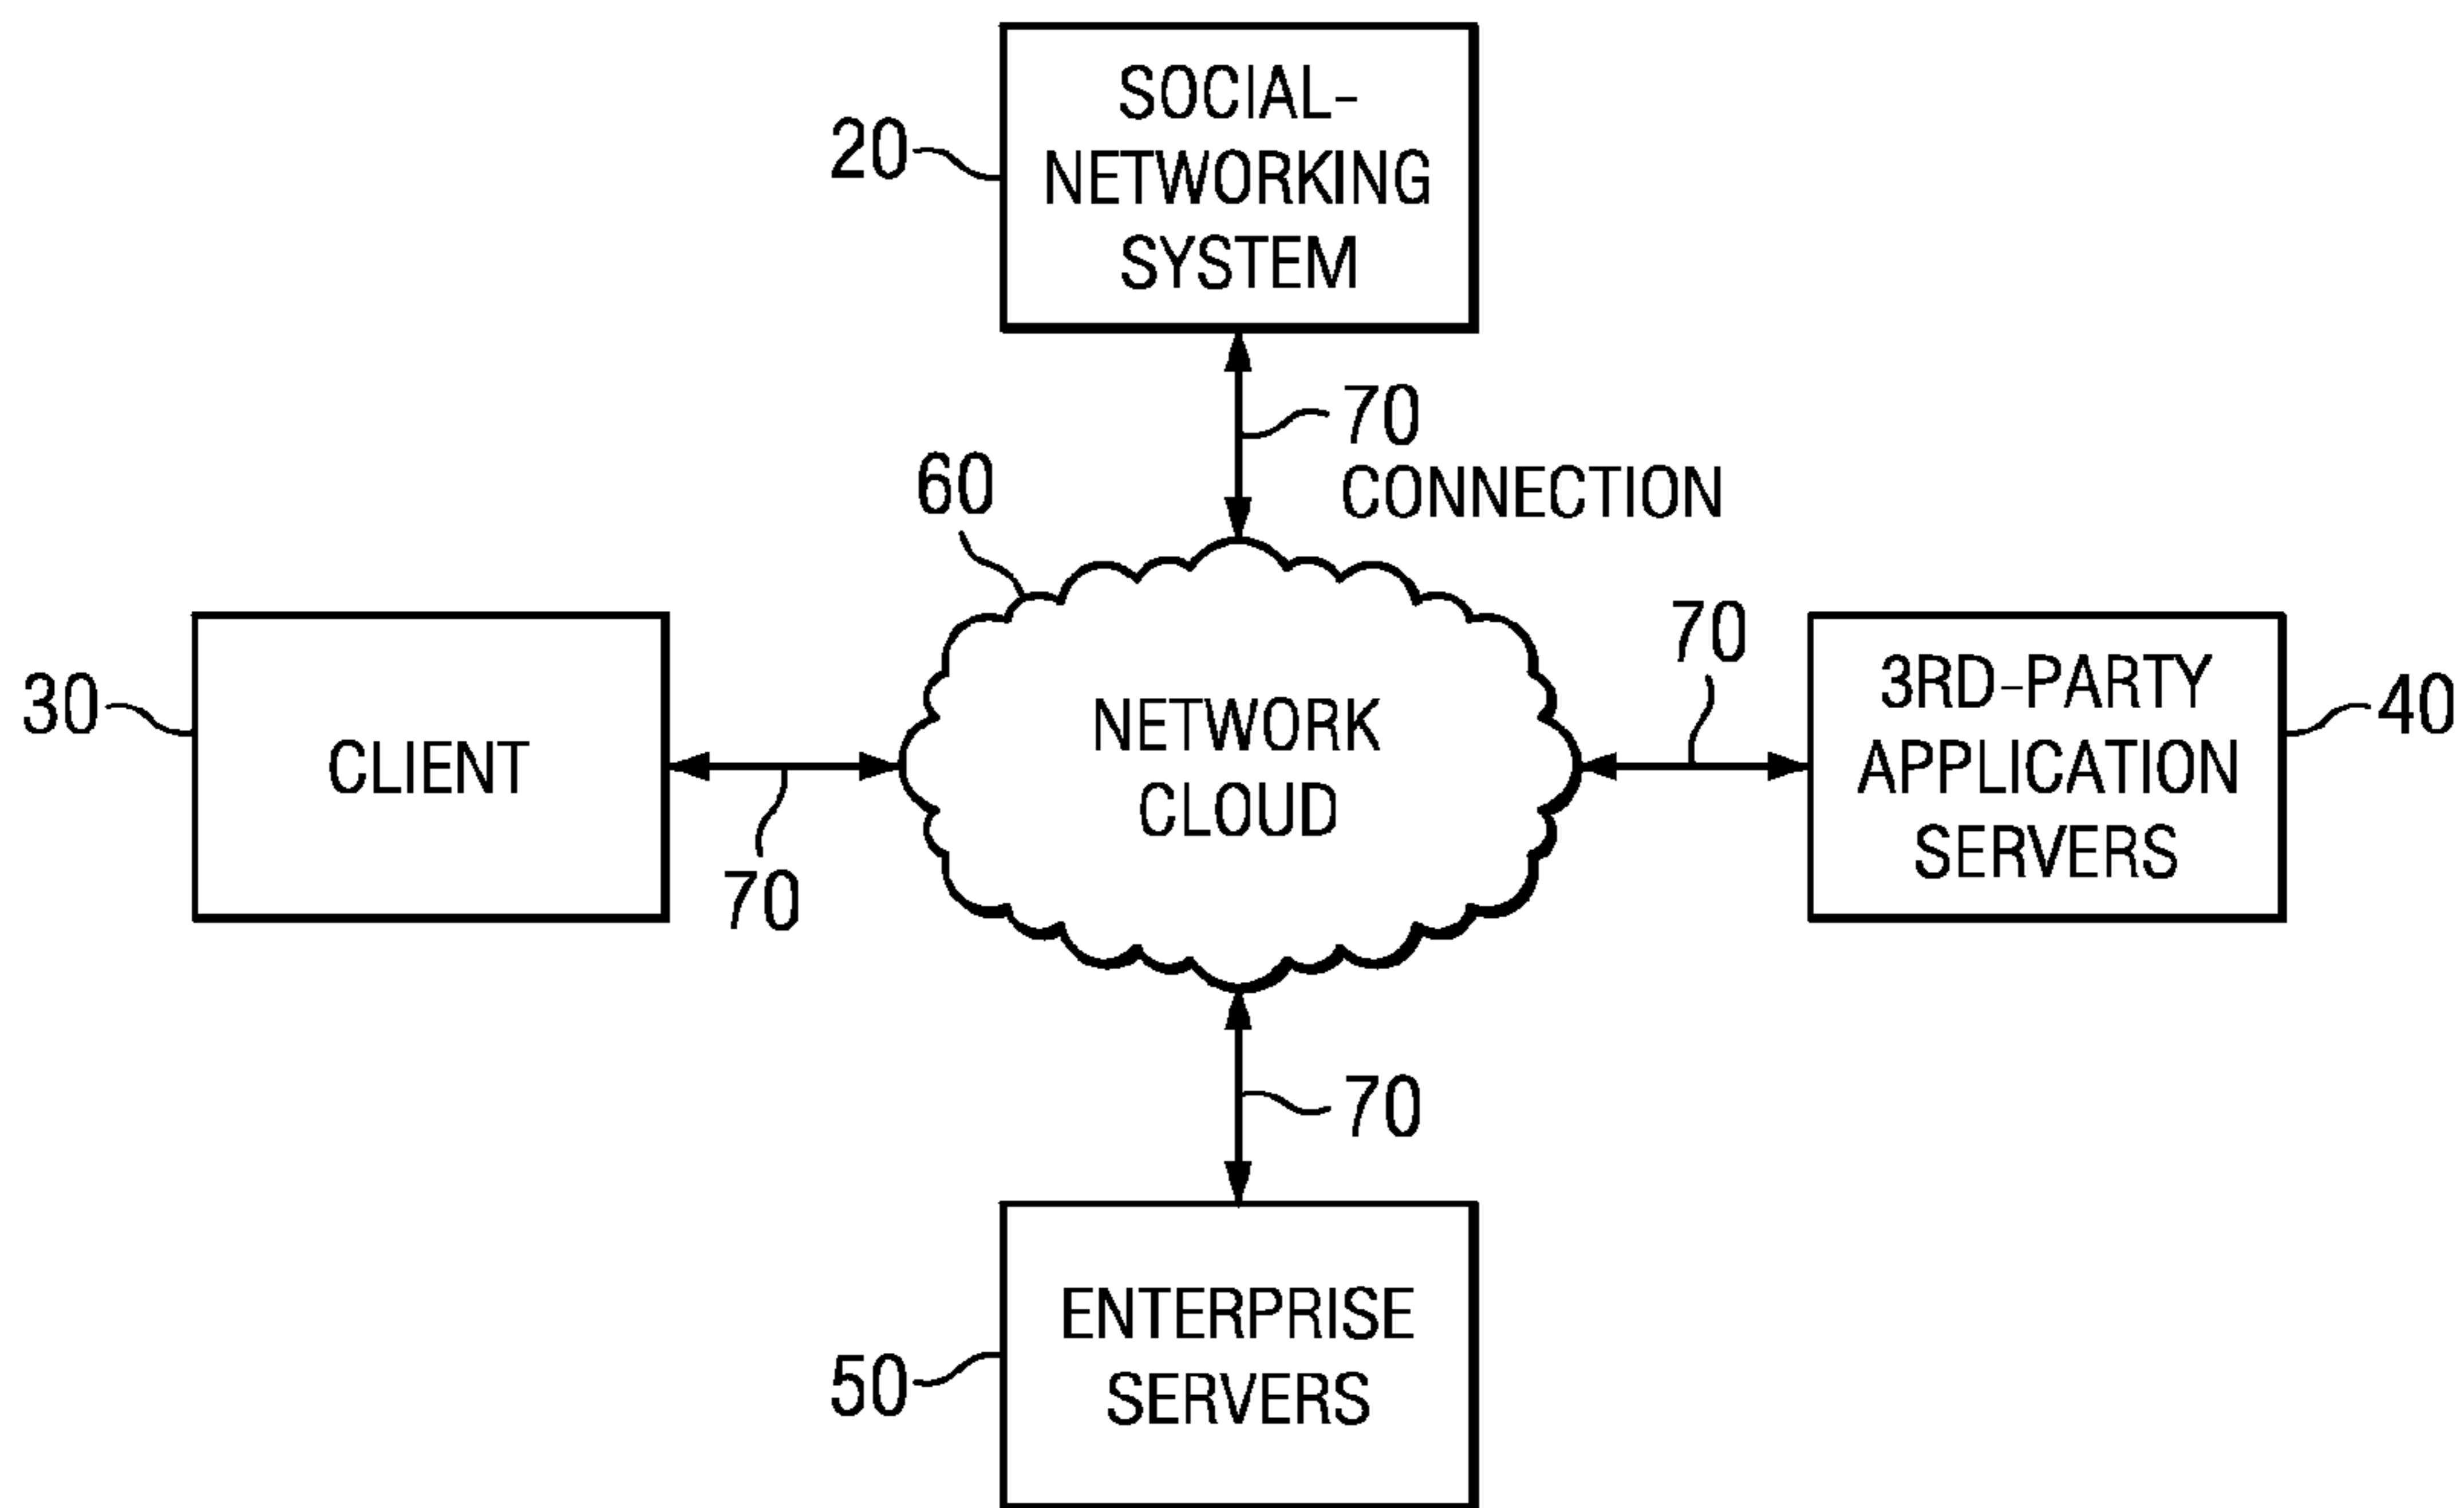 SOCIAL-
NETWORKING
SYSTEM
20
70
CONNECTION
60
70
30
CLIENT
NETWORK
CLOUD
3RD-PARTY
APPLICATION
SERVERS
40
70
70
ENTERPRISE
SERVERS
50